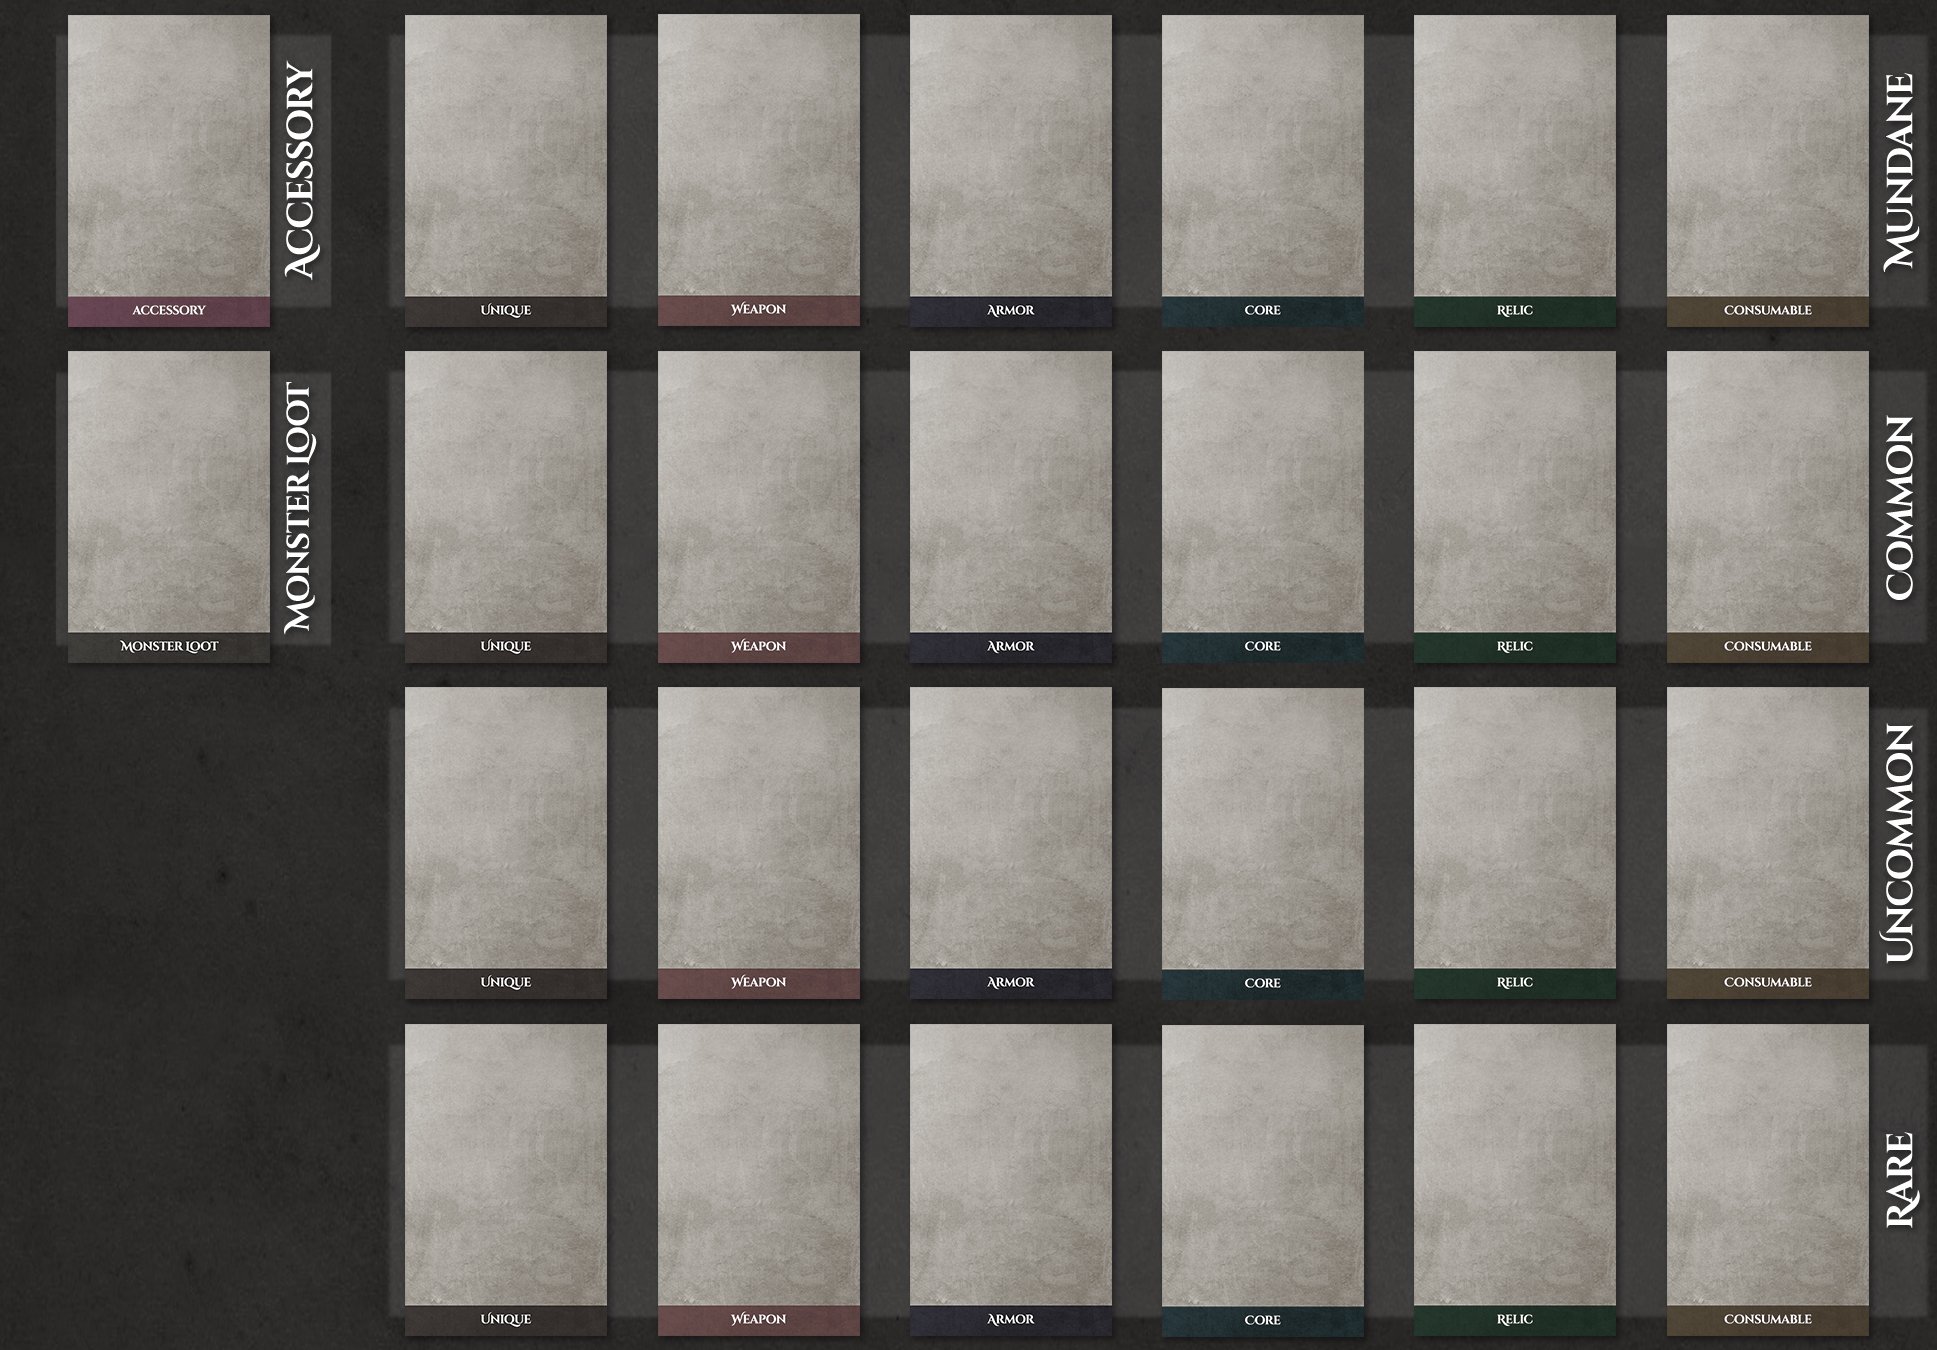 Accessory
Mundane
Accessory
Unique
Weapon
Armor
Core
Relic
Consumable
Monster Loot
Common
Monster Loot
Unique
Weapon
Armor
Core
Relic
Consumable
Uncommon
Unique
Weapon
Armor
Core
Relic
Consumable
Rare
Unique
Weapon
Armor
Core
Relic
Consumable